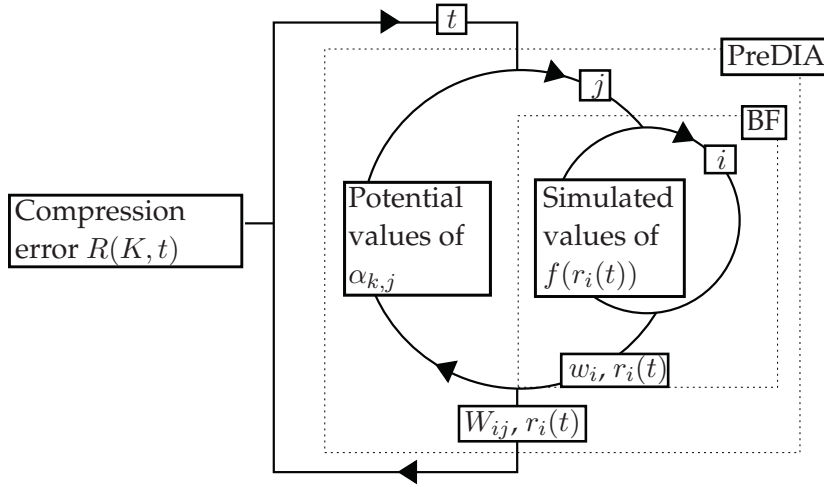 t
PreDIA
j
BF
i
Compression
error R(K, t)
Potential
values of
α_{k,j}
Simulated
values of
f(r_i(t))
w_i, r_i(t)
W_{ij}, r_i(t)